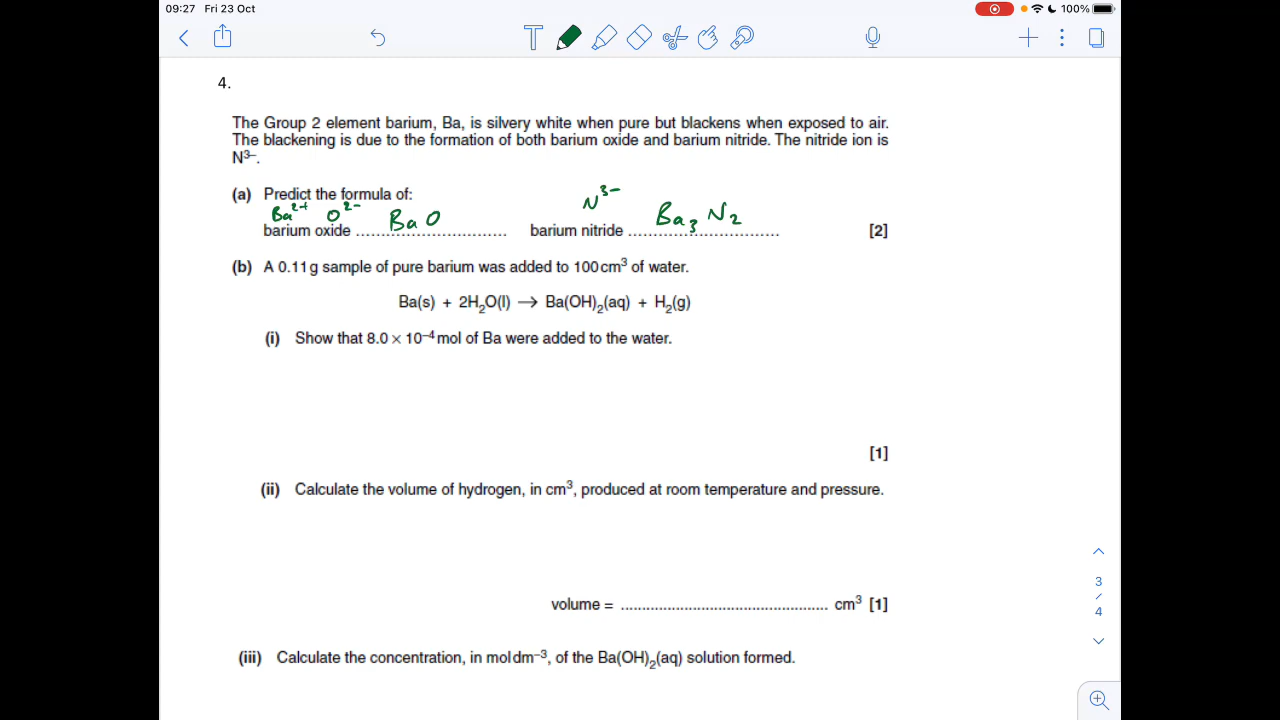 09:27 Fri 23 Oct 100%
T
4.
The Group 2 element barium, Ba, is silvery white when pure but blackens when exposed to air.
The blackening is due to the formation of both barium oxide and barium nitride. The nitride ion is
N³⁻.
(a) Predict the formula of:
Ba²⁺ O²⁻ N³⁻
barium oxide .................................. BaO barium nitride .................................. Ba₃N₂ [2]
(b) A 0.11g sample of pure barium was added to 100cm³ of water.
Ba(s) + 2H₂O(l) → Ba(OH)₂(aq) + H₂(g)
(i) Show that 8.0 × 10⁻⁴ mol of Ba were added to the water.
[1]
(ii) Calculate the volume of hydrogen, in cm³, produced at room temperature and pressure.
volume = ................................................ cm³ [1]
(iii) Calculate the concentration, in mol dm⁻³, of the Ba(OH)₂(aq) solution formed.
3
/
4